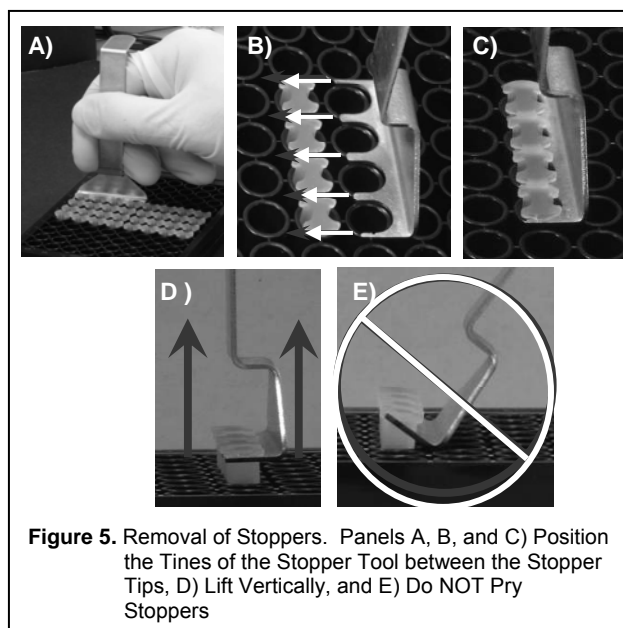 A)
B)
C)
D )
E)
Figure 5. Removal of Stoppers. Panels A, B, and C) Position
the Tines of the Stopper Tool between the Stopper
Tips, D) Lift Vertically, and E) Do NOT Pry
Stoppers